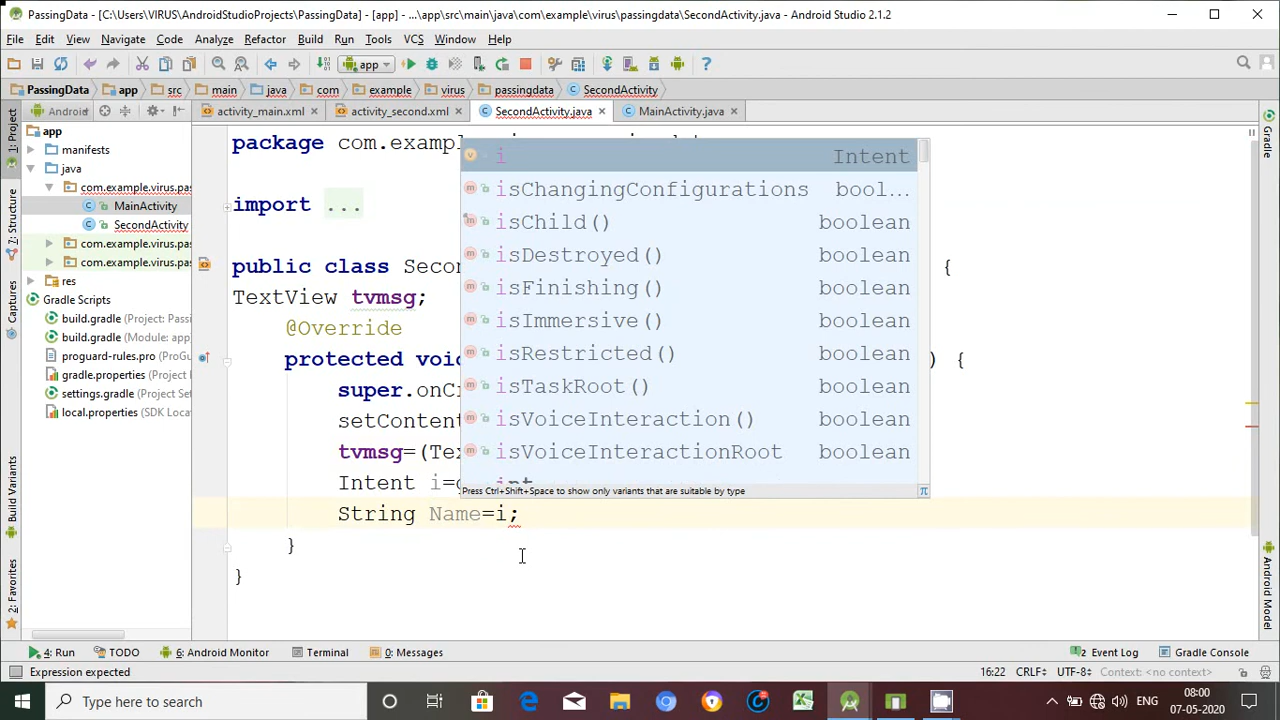 PassingData - [C:\Users\VIRUS\AndroidStudioProjects\PassingData] - [app] - ...\app\src\main\java\com\example\virus\passingdata\SecondActivity.java - Android Studio 2.1.2
File Edit View Navigate Code Analyze Refactor Build Run Tools VCS Window Help
app
PassingData app src main java com example virus passingdata SecondActivity
Android activity_main.xml activity_second.xml SecondActivity.java MainActivity.java
app
manifests
java
com.example.virus.pas
MainActivity
SecondActivity
com.example.virus.pas
com.example.virus.pas
res
Gradle Scripts
build.gradle (Project: Passi
build.gradle (Module: app)
proguard-rules.pro (ProGu
gradle.properties (Project
settings.gradle (Project Set
local.properties (SDK Locat
1: Project
7: Structure
Captures
Build Variants
2: Favorites
package com.exampl
import ...
public class Secon {
TextView tvmsg;
@Override
protected voi ) {
super.onCr
setContent
tvmsg=(Tex
Intent i=
String Name=i;
}
}
i Intent
isChangingConfigurations bool...
isChild() boolean
isDestroyed() boolean
isFinishing() boolean
isImmersive() boolean
isRestricted() boolean
isTaskRoot() boolean
isVoiceInteraction() boolean
isVoiceInteractionRoot boolean
int
Press Ctrl+Shift+Space to show only variants that are suitable by type π
Gradle
Android Model
4: Run TODO 6: Android Monitor Terminal 0: Messages 2 Event Log Gradle Console
Expression expected 16:22 CRLF÷ UTF-8÷ Context: <no context>
Type here to search ENG 08:00
07-05-2020